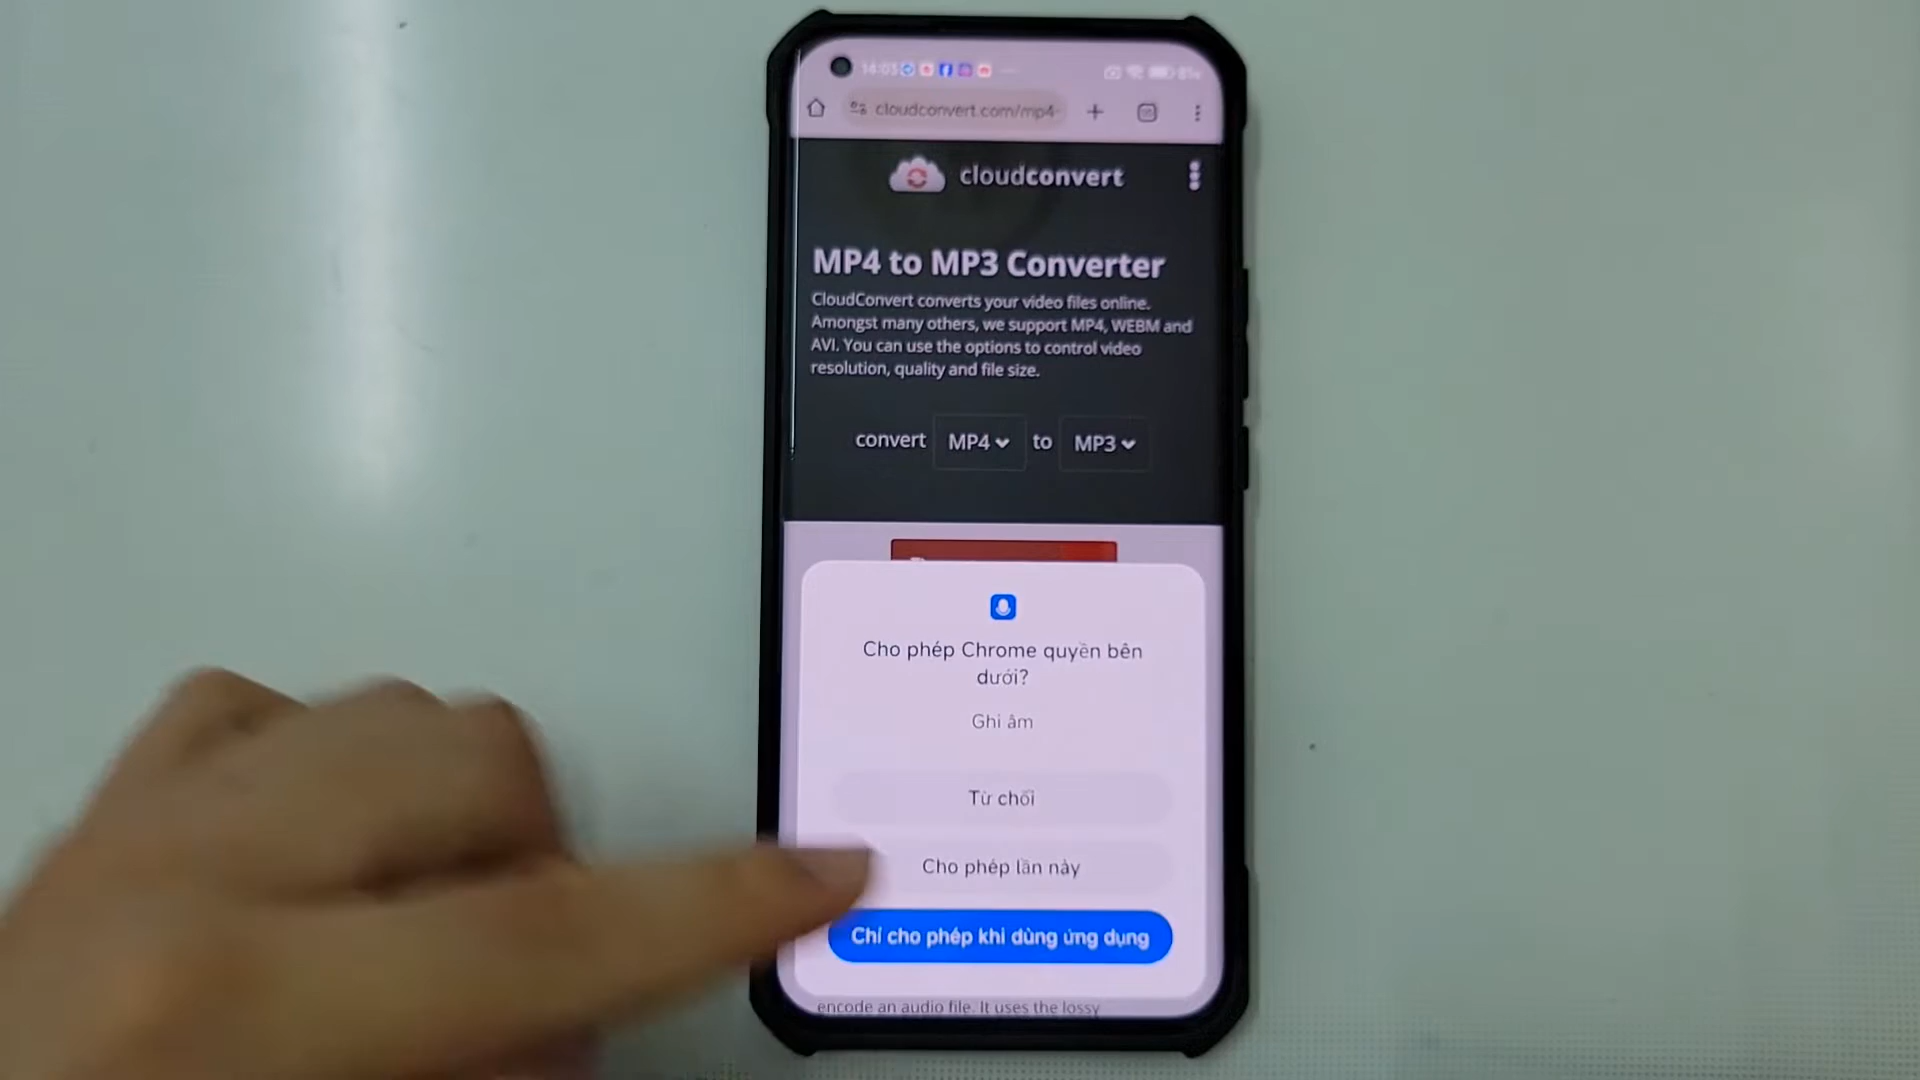 cloudconvert.com/mp4-
cloudconvert
MP4 to MP3 Converter
CloudConvert converts your video files online.
Amongst many others, we support MP4, WEBM and
AVI. You can use the options to control video
resolution, quality and file size.
convert MP4 to MP3
Cho phép Chrome quyền bên
dưới?
Ghi âm
Từ chối
Cho phép lần này
Chỉ cho phép khi dùng ứng dụng
encode an audio file. It uses the lossy